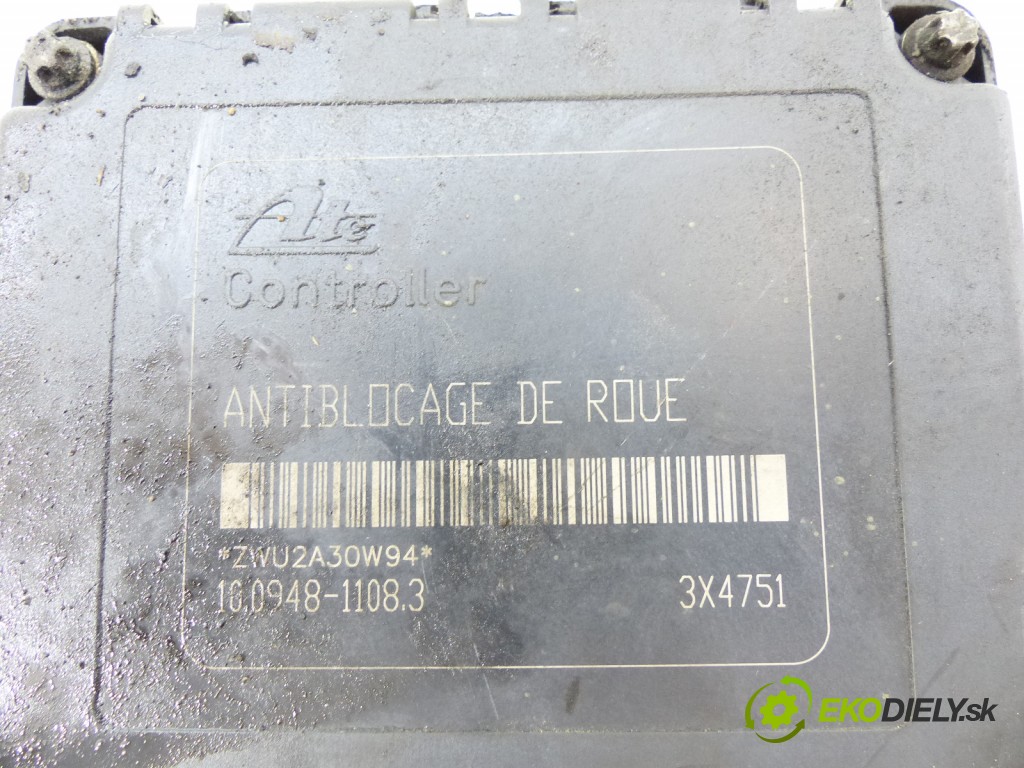 Ate
Controller
ANTIBLOCAGE DE ROUE
*ZWU2A30W94*
10.0948-1108.3 3X4751
EKODIELY.sk